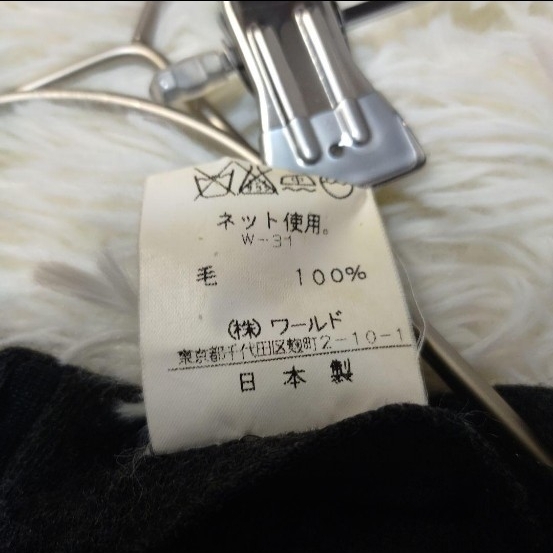 ネット使用。
W-31
毛 100%
(株)ワールド
東京都千代田区麹町2-10-1
日本製